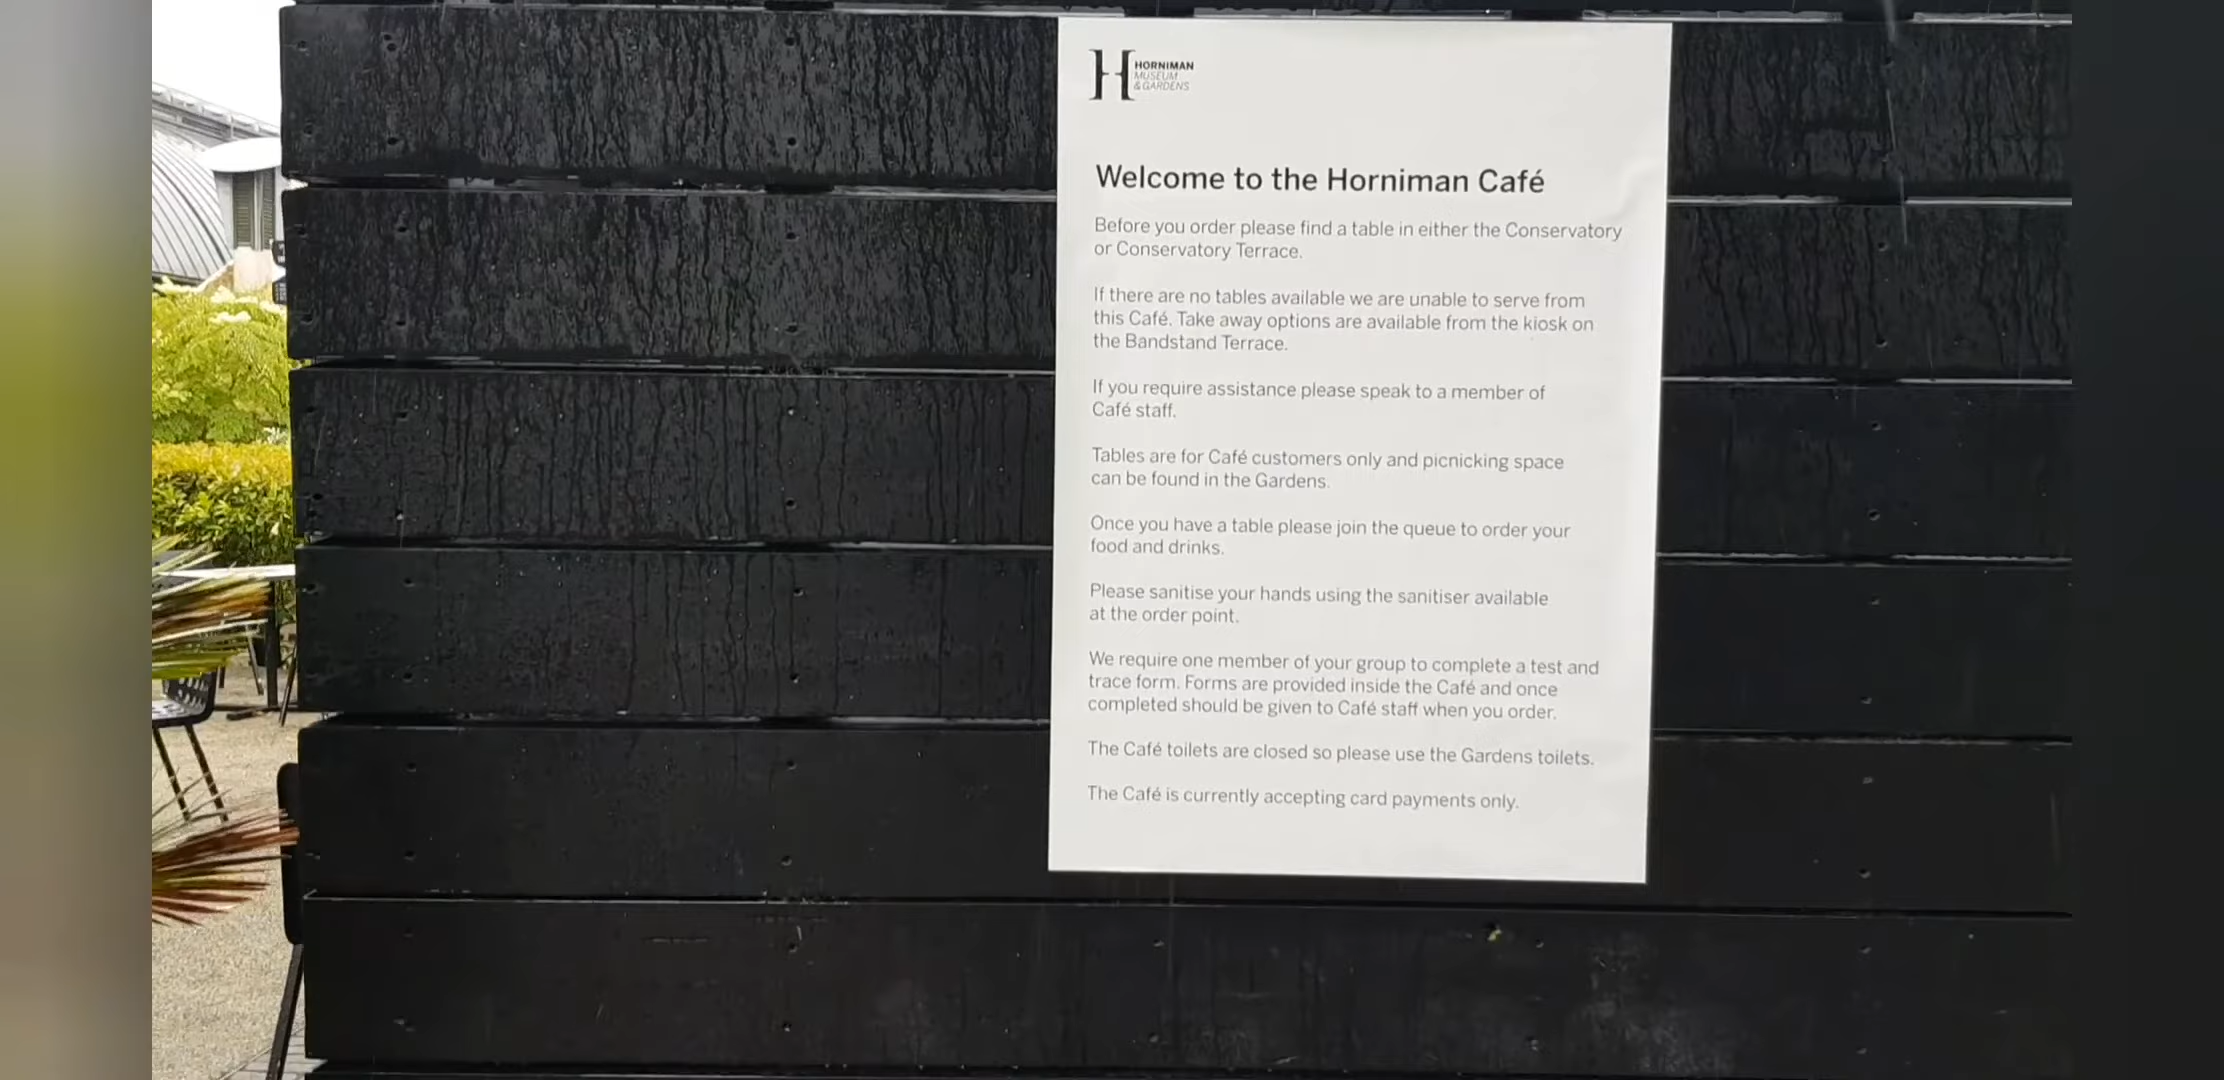 HORNIMAN
MUSEUM
& GARDENS
Welcome to the Horniman Café
Before you order please find a table in either the Conservatory
or Conservatory Terrace.
If there are no tables available we are unable to serve from
this Café. Take away options are available from the kiosk on
the Bandstand Terrace.
If you require assistance please speak to a member of
Café staff.
Tables are for Café customers only and picnicking space
can be found in the Gardens.
Once you have a table please join the queue to order your
food and drinks.
Please sanitise your hands using the sanitiser available
at the order point.
We require one member of your group to complete a test and
trace form. Forms are provided inside the Café and once
completed should be given to Café staff when you order.
The Café toilets are closed so please use the Gardens toilets.
The Café is currently accepting card payments only.